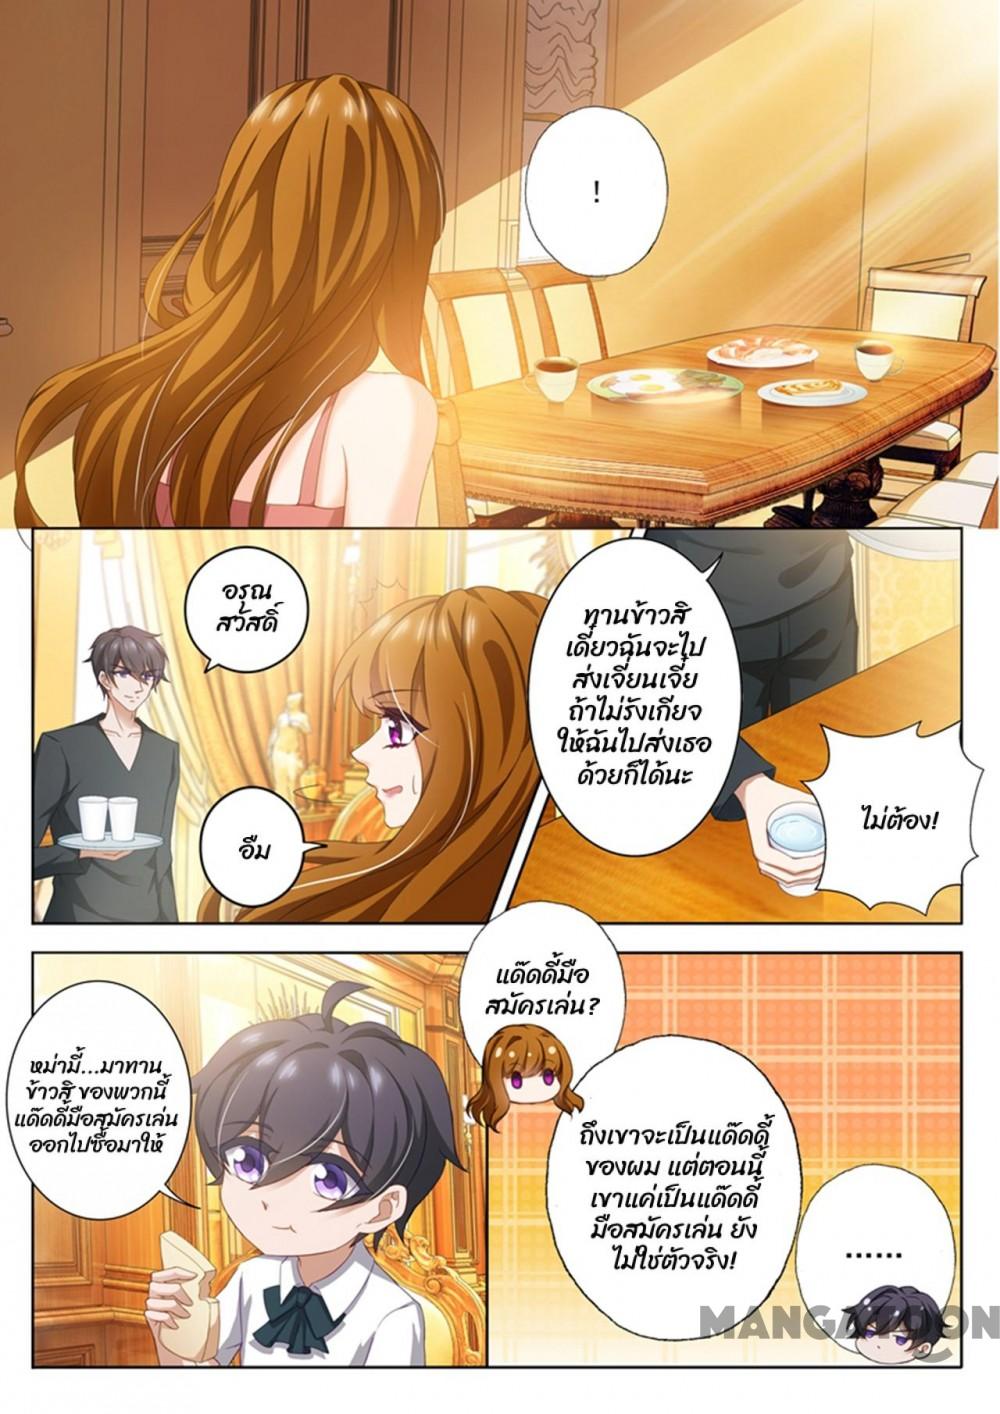 !
อรุณ
สวัสดิ์
ทานข้าวสิ
เดี๋ยวฉันจะไป
ส่งเจี่ยนเจี๋ย
ถ้าไม่รังเกียจ
ให้ฉันไปส่งเธอ
ด้วยก็ได้นะ
อืม
ไม่ต้อง!
แด๊ดดี้มือ
สมัครเล่น?
หม่ามี้...มาทาน
ข้าวสิ ของพวกนี้
แด๊ดดี้มือสมัครเล่น
ออกไปซื้อมาให้
ถึงเขาจะเป็นแด๊ดดี้
ของผม แต่ตอนนี้
เขาแค่เป็นแด๊ดดี้
มือสมัครเล่น ยัง
ไม่ใช่ตัวจริง!
......
MANGATOON